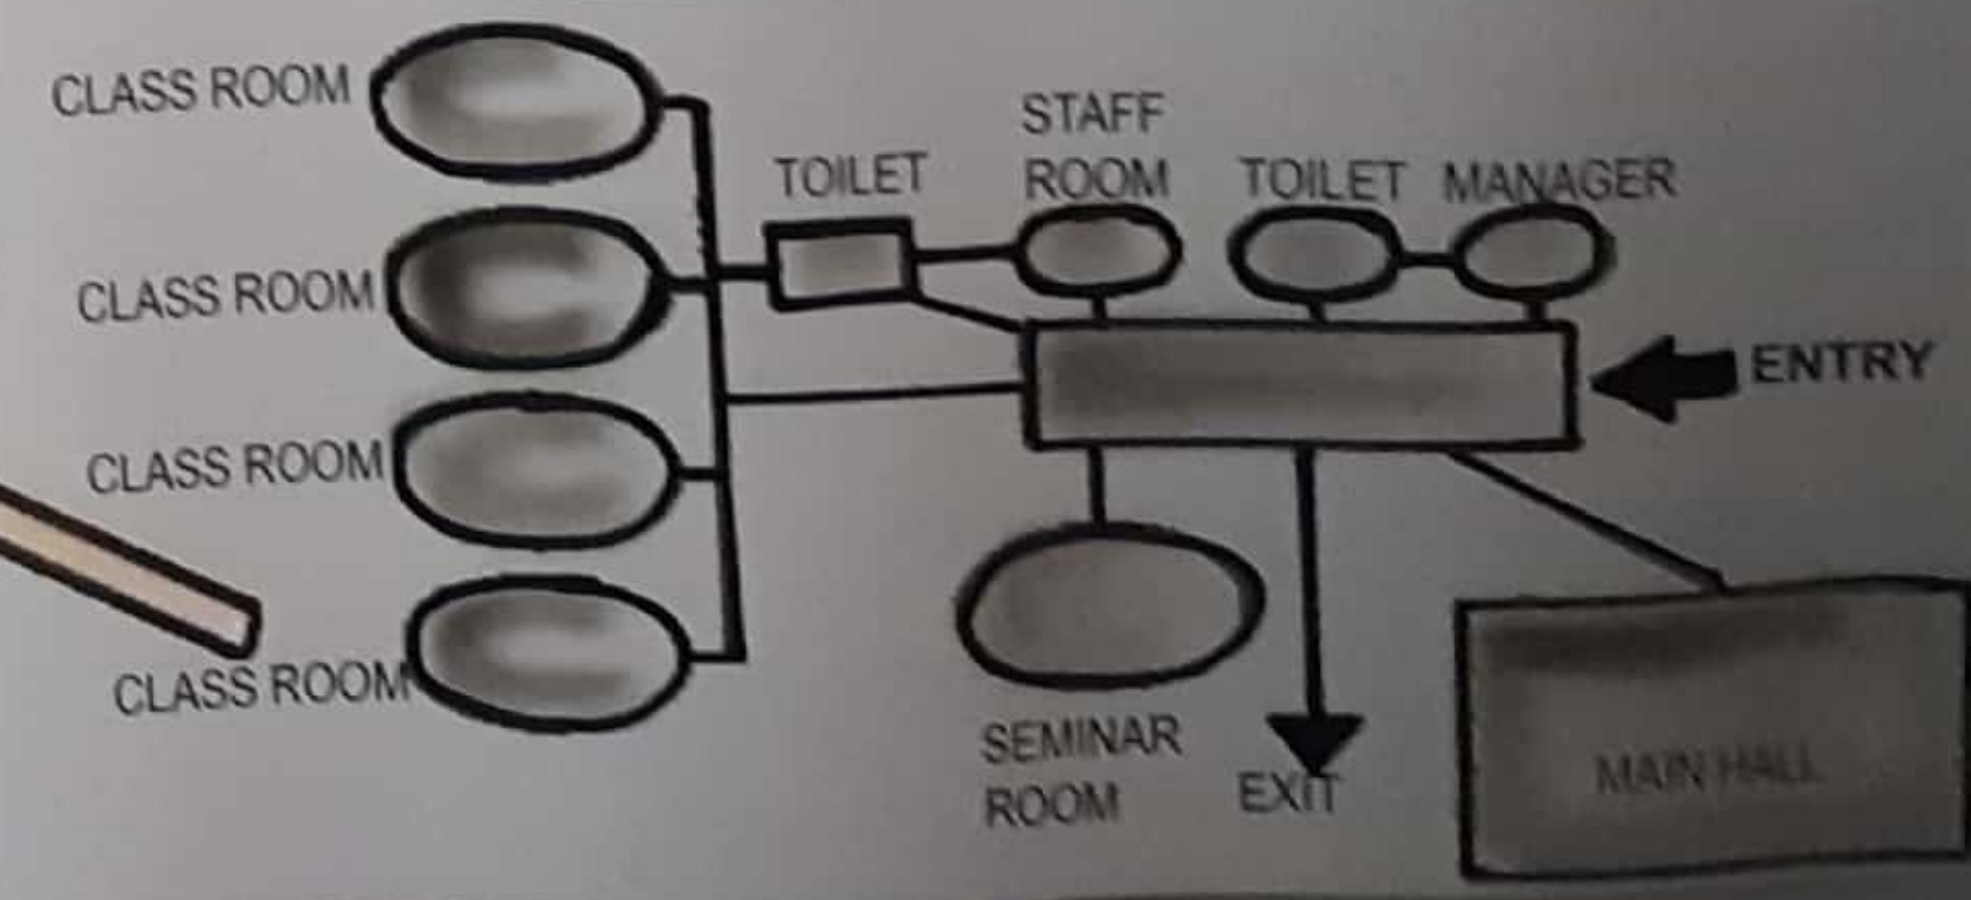 CLASS ROOM
STAFF
ROOM
TOILET
TOILET
MANAGER
CLASS ROOM
ENTRY
CLASS ROOM
CLASS ROOM
SEMINAR
ROOM
EXIT
MAIN HALL